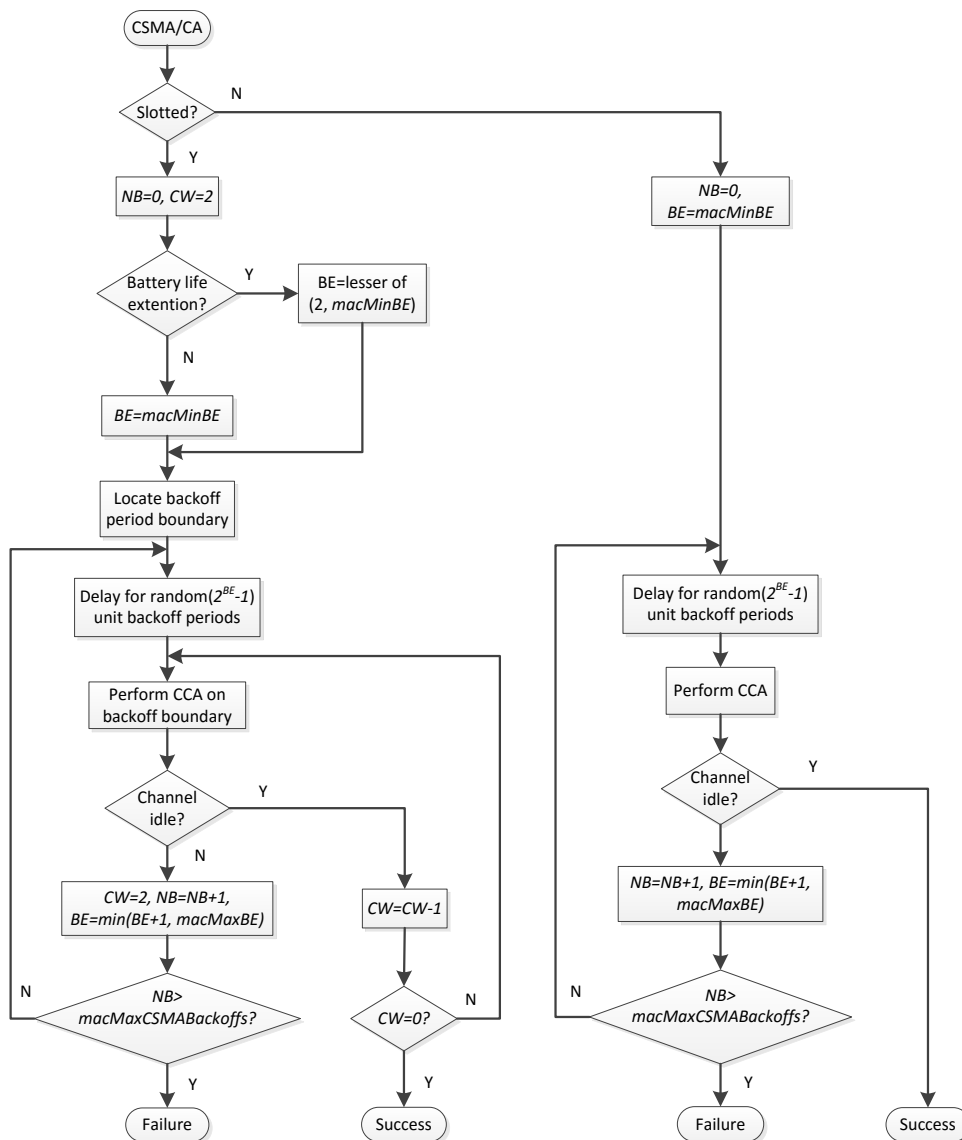 CSMA/CA
Slotted?
N
Y
NB=0, CW=2
NB=0,
BE=macMinBE
Battery life
extention?
Y
BE=lesser of
(2, macMinBE)
N
BE=macMinBE
Locate backoff
period boundary
Delay for random(2^BE-1)
unit backoff periods
Perform CCA on
backoff boundary
Channel
idle?
Y
N
CW=2, NB=NB+1,
BE=min(BE+1, macMaxBE)
CW=CW-1
N
NB>
macMaxCSMABackoffs?
CW=0?
N
Y
Y
Failure
Success
Delay for random(2^BE-1)
unit backoff periods
Perform CCA
Channel
idle?
Y
NB=NB+1, BE=min(BE+1,
macMaxBE)
N
NB>
macMaxCSMABackoffs?
Y
Failure
Success